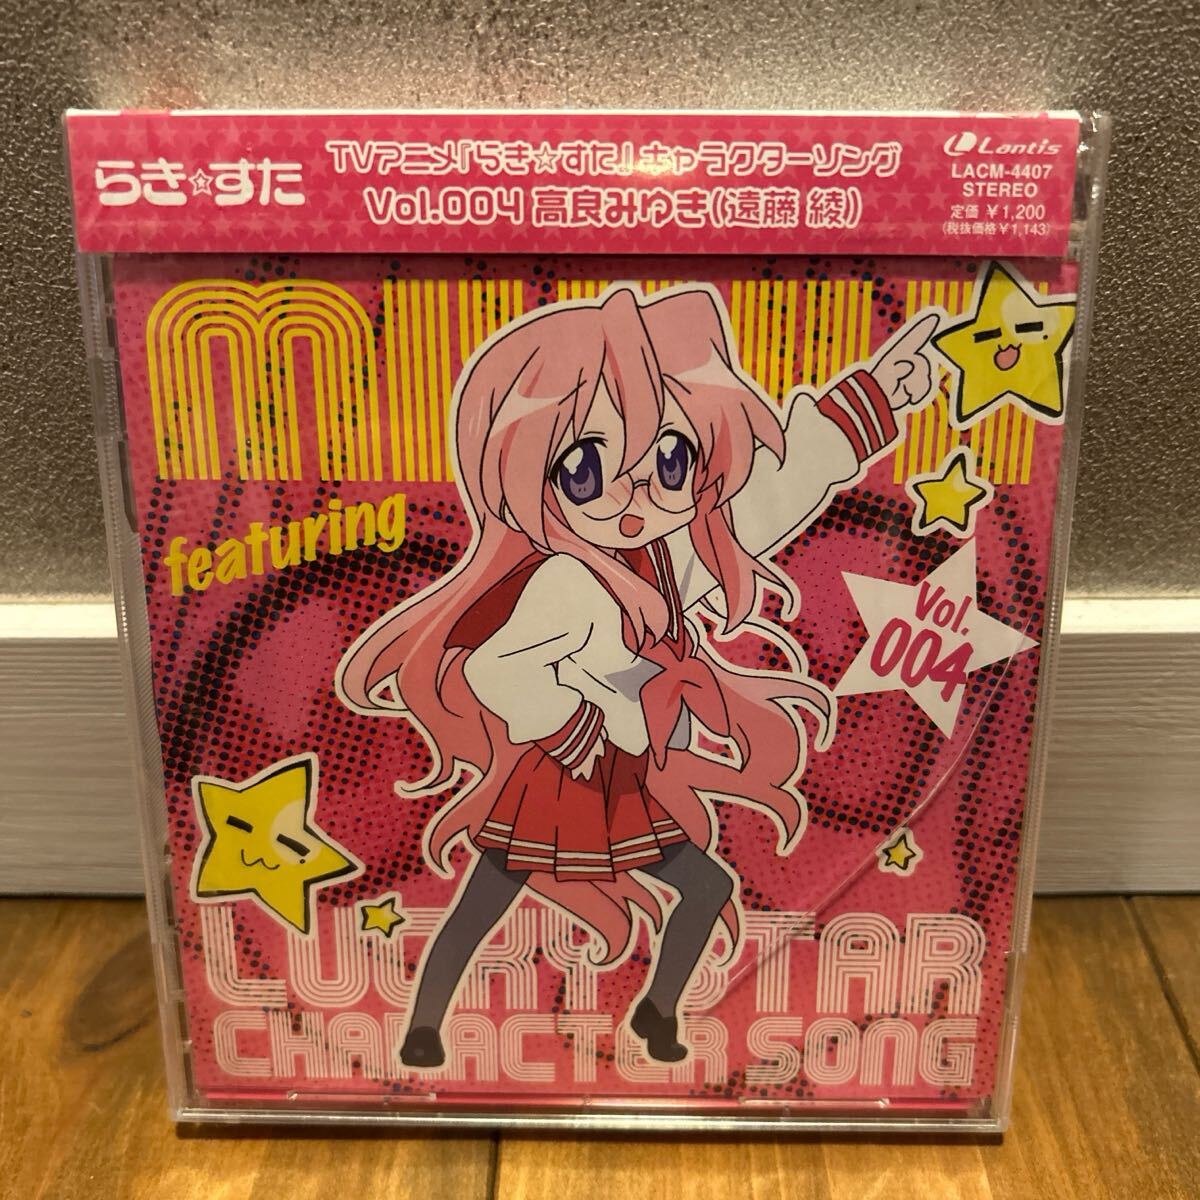 らき☆すた
TVアニメ『らき☆すた』キャラクターソング
Vol.004 高良みゆき(遠藤 綾)
Lantis
LACM-4407
STEREO
定価 ¥1,200
(税抜価格¥1,143)
featuring
Vol.
004
LUCKY STAR
CHARACTER SONG